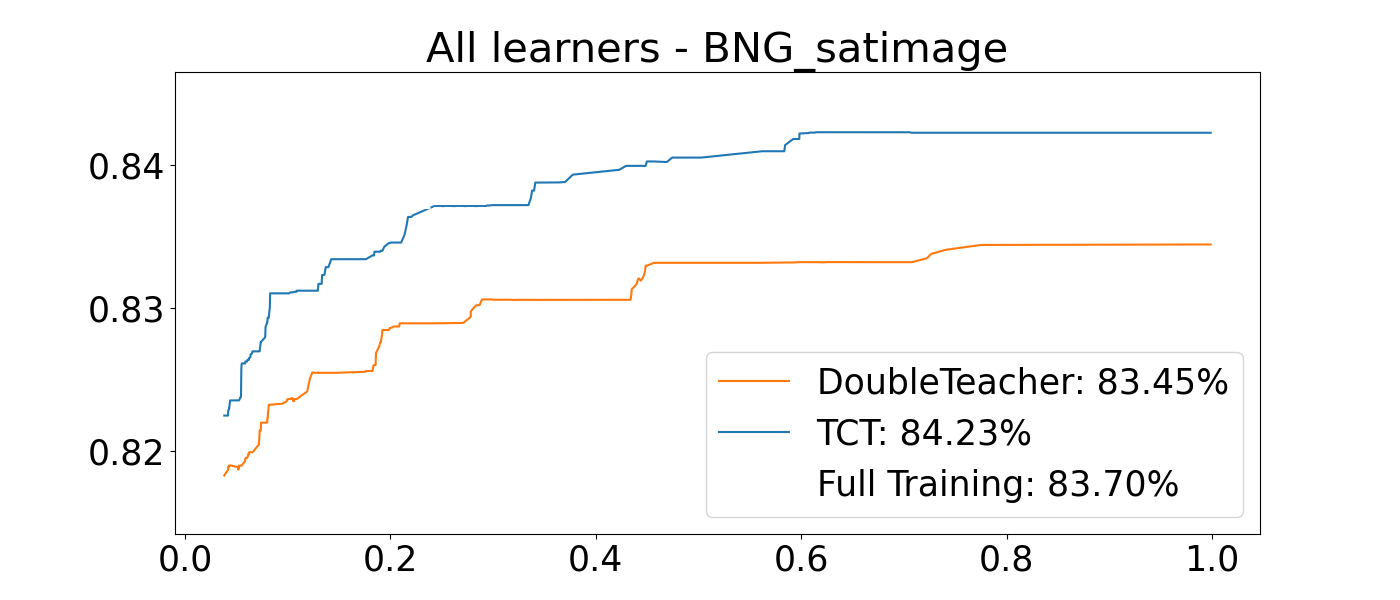 All learners - BNG_satimage
0.84
0.83
0.82
DoubleTeacher: 83.45%
TCT: 84.23%
Full Training: 83.70%
0.0 0.2 0.4 0.6 0.8 1.0